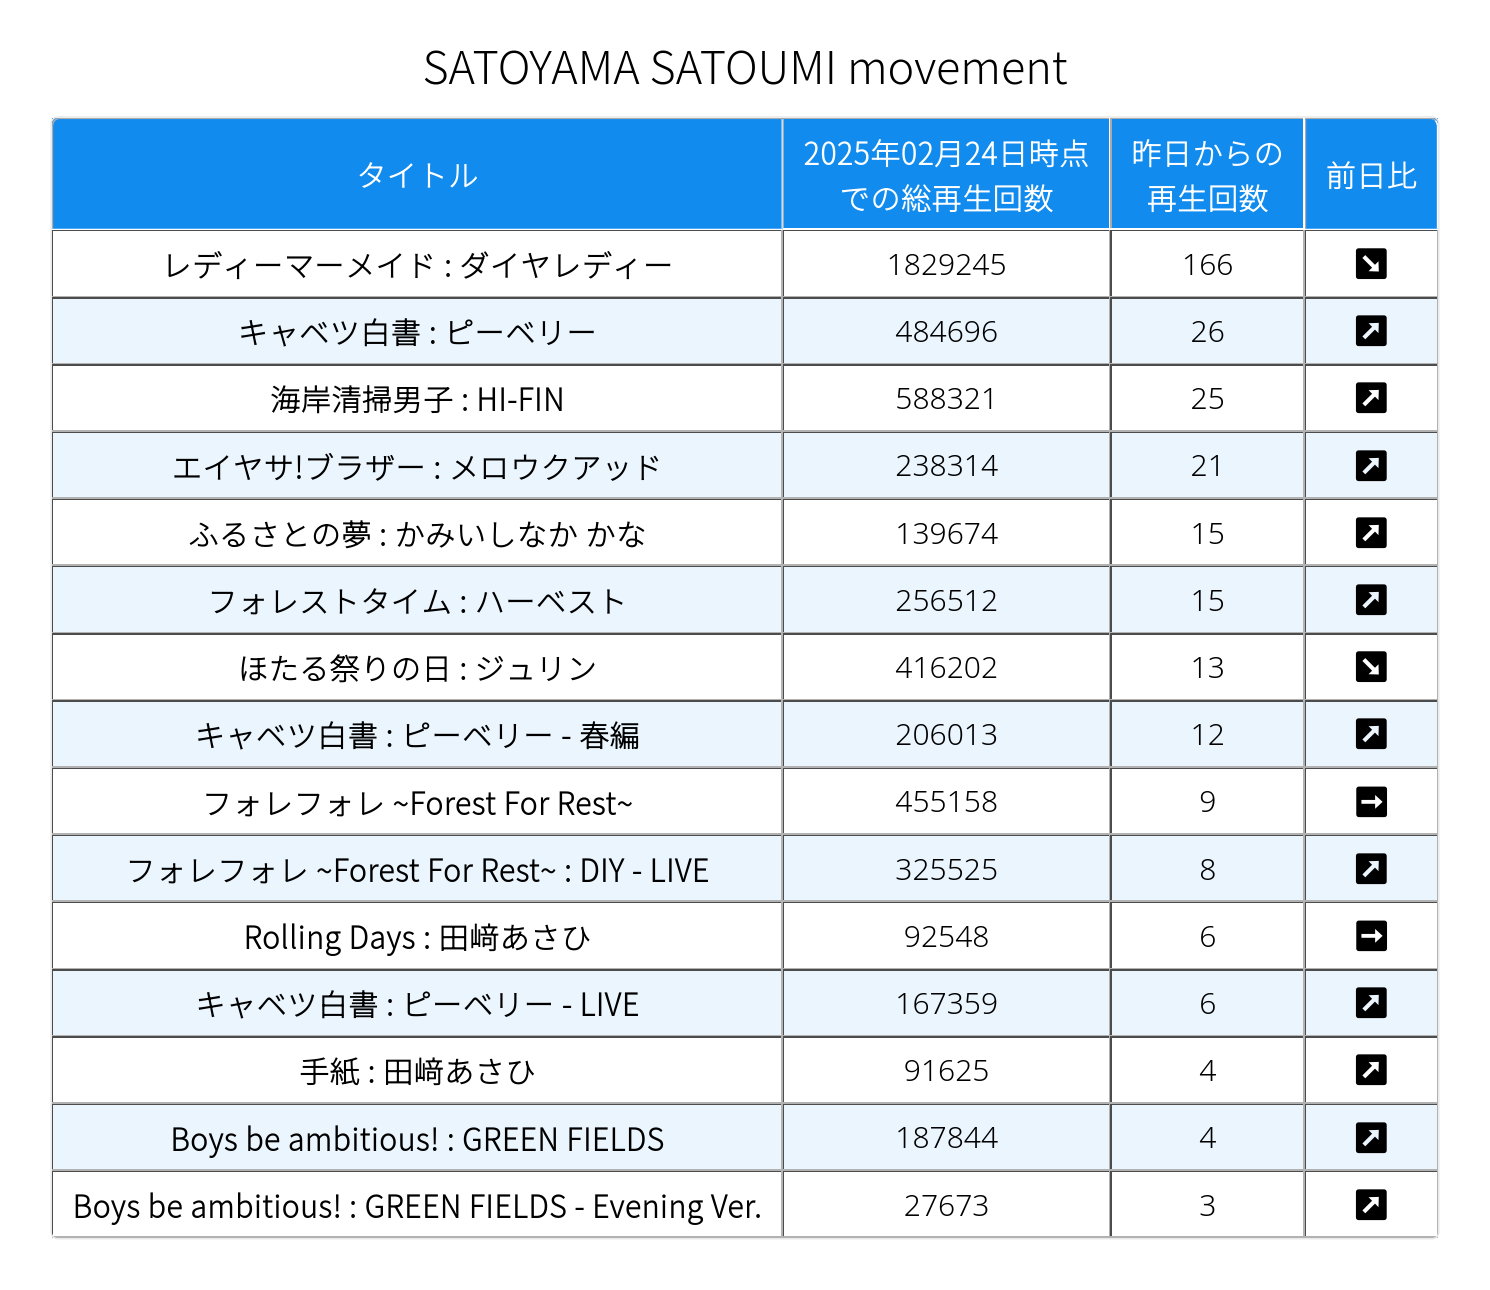 SATOYAMA SATOUMI movement
タイトル 2025年02月24日時点での総再生回数 昨日からの再生回数 前日比
レディーマーメイド : ダイヤレディー 1829245 166 ↘
キャベツ白書 : ピーベリー 484696 26 ↗
海岸清掃男子 : HI-FIN 588321 25 ↗
エイヤサ!ブラザー : メロウクアッド 238314 21 ↗
ふるさとの夢 : かみいしなか かな 139674 15 ↗
フォレストタイム : ハーベスト 256512 15 ↗
ほたる祭りの日 : ジュリン 416202 13 ↘
キャベツ白書 : ピーベリー - 春編 206013 12 ↗
フォレフォレ ~Forest For Rest~ 455158 9 →
フォレフォレ ~Forest For Rest~ : DIY - LIVE 325525 8 ↗
Rolling Days : 田﨑あさひ 92548 6 →
キャベツ白書 : ピーベリー - LIVE 167359 6 ↗
手紙 : 田﨑あさひ 91625 4 ↗
Boys be ambitious! : GREEN FIELDS 187844 4 ↗
Boys be ambitious! : GREEN FIELDS - Evening Ver. 27673 3 ↗